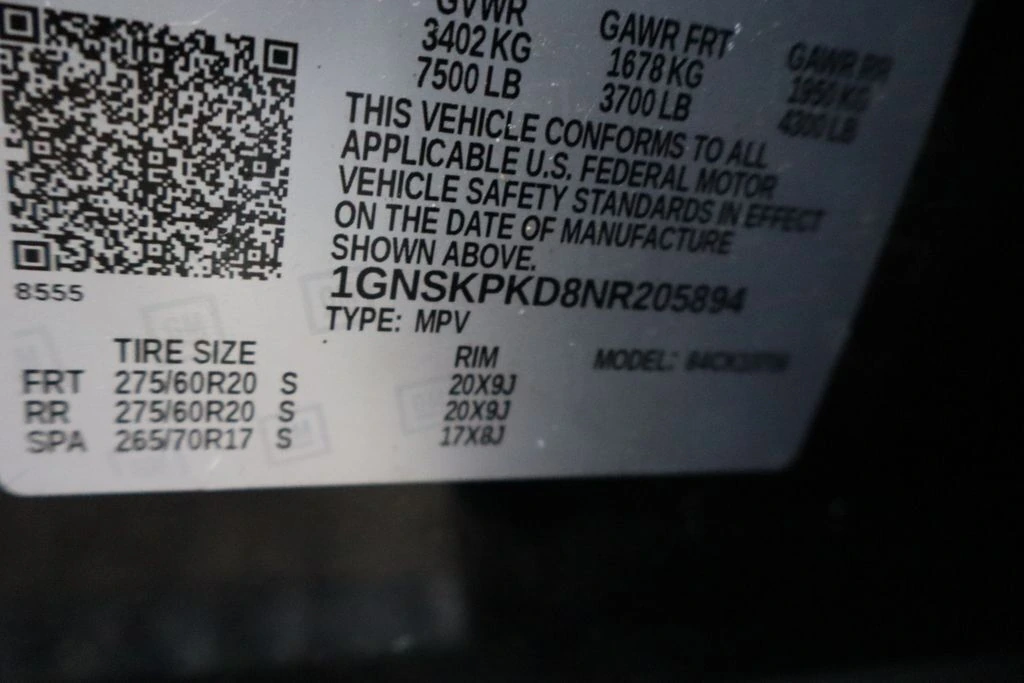 GVWR GAWR FRT GAWR RR
3402 KG 1678 KG 1950 KG
7500 LB 3700 LB 4300 LB
THIS VEHICLE CONFORMS TO ALL
APPLICABLE U.S. FEDERAL MOTOR
VEHICLE SAFETY STANDARDS IN EFFECT
ON THE DATE OF MANUFACTURE
SHOWN ABOVE.
8555
1GNSKPKD8NR205894
TYPE: MPV
TIRE SIZE RIM MODEL:
FRT 275/60R20 S 20X9J
RR 275/60R20 S 20X9J
SPA 265/70R17 S 17X8J